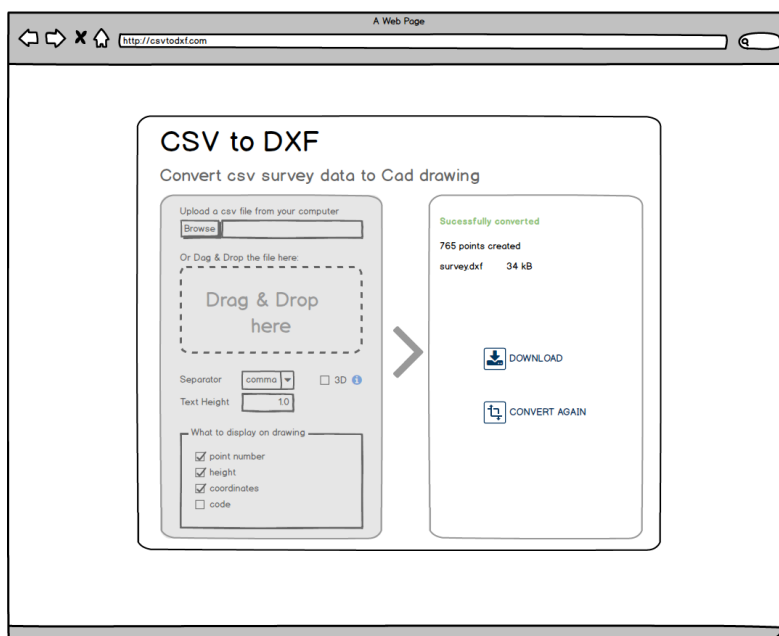 A Web Page
http://csvtodxf.com
CSV to DXF
Convert csv survey data to Cad drawing
Upload a csv file from your computer
Browse
Or Dag & Drop the file here:
Drag & Drop
here
Separator comma 3D
Text Height 1.0
What to display on drawing
point number
height
coordinates
code
Sucessfully converted
765 points created
survey.dxf 34 kB
DOWNLOAD
CONVERT AGAIN